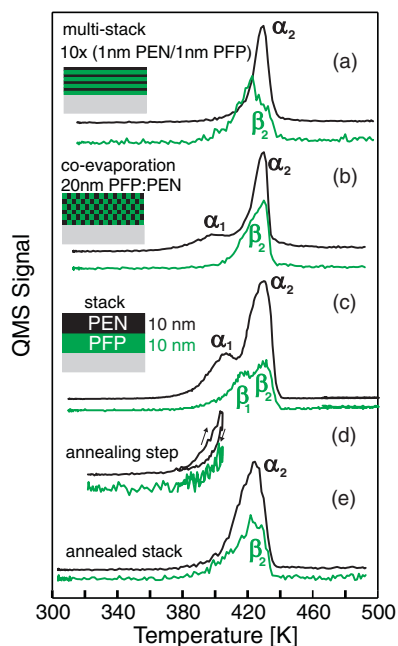 multi-stack
10x (1nm PEN/1nm PFP)
α₂
(a)
β₂
co-evaporation
20nm PFP:PEN
α₂
(b)
α₁
β₂
stack
PEN 10 nm
PFP 10 nm
α₂
(c)
α₁
β₁
β₂
(d)
annealing step
α₂
(e)
annealed stack
β₂
QMS Signal
300 340 380 420 460 500
Temperature [K]